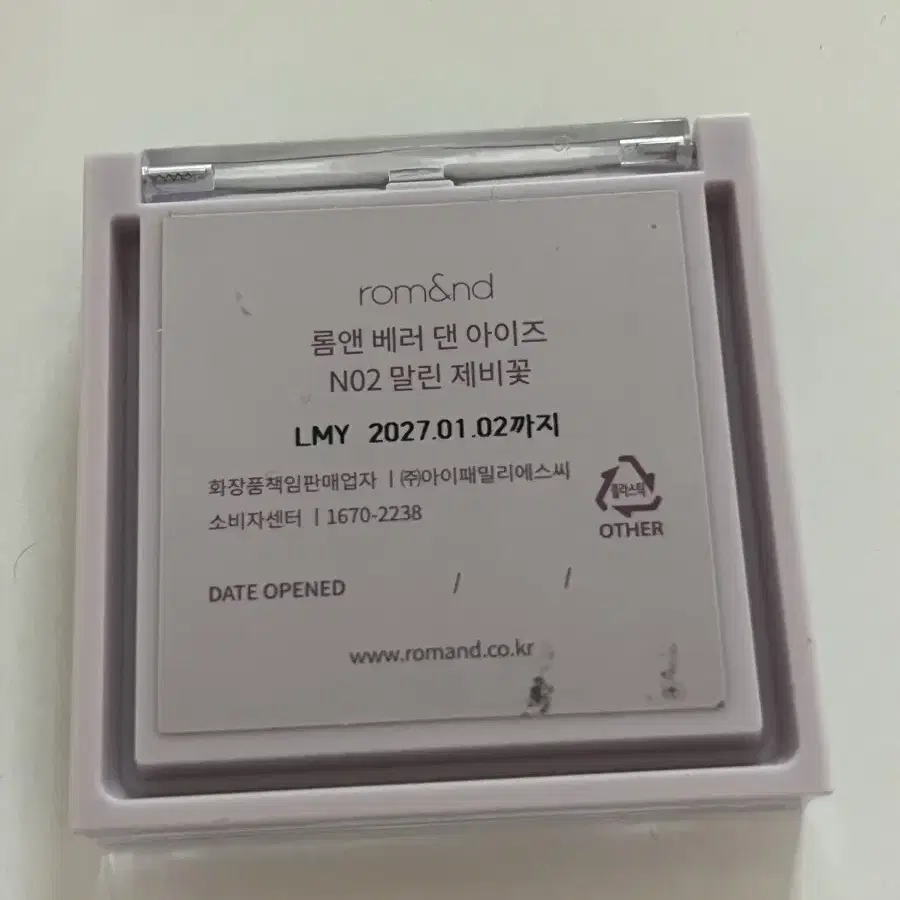 rom&nd
롬앤 베러 댄 아이즈
N02 말린 제비꽃
LMY 2027.01.02까지
화장품책임판매업자 | ㈜아이패밀리에스씨
소비자센터 | 1670-2238
플라스틱
OTHER
DATE OPENED / /
www.romand.co.kr